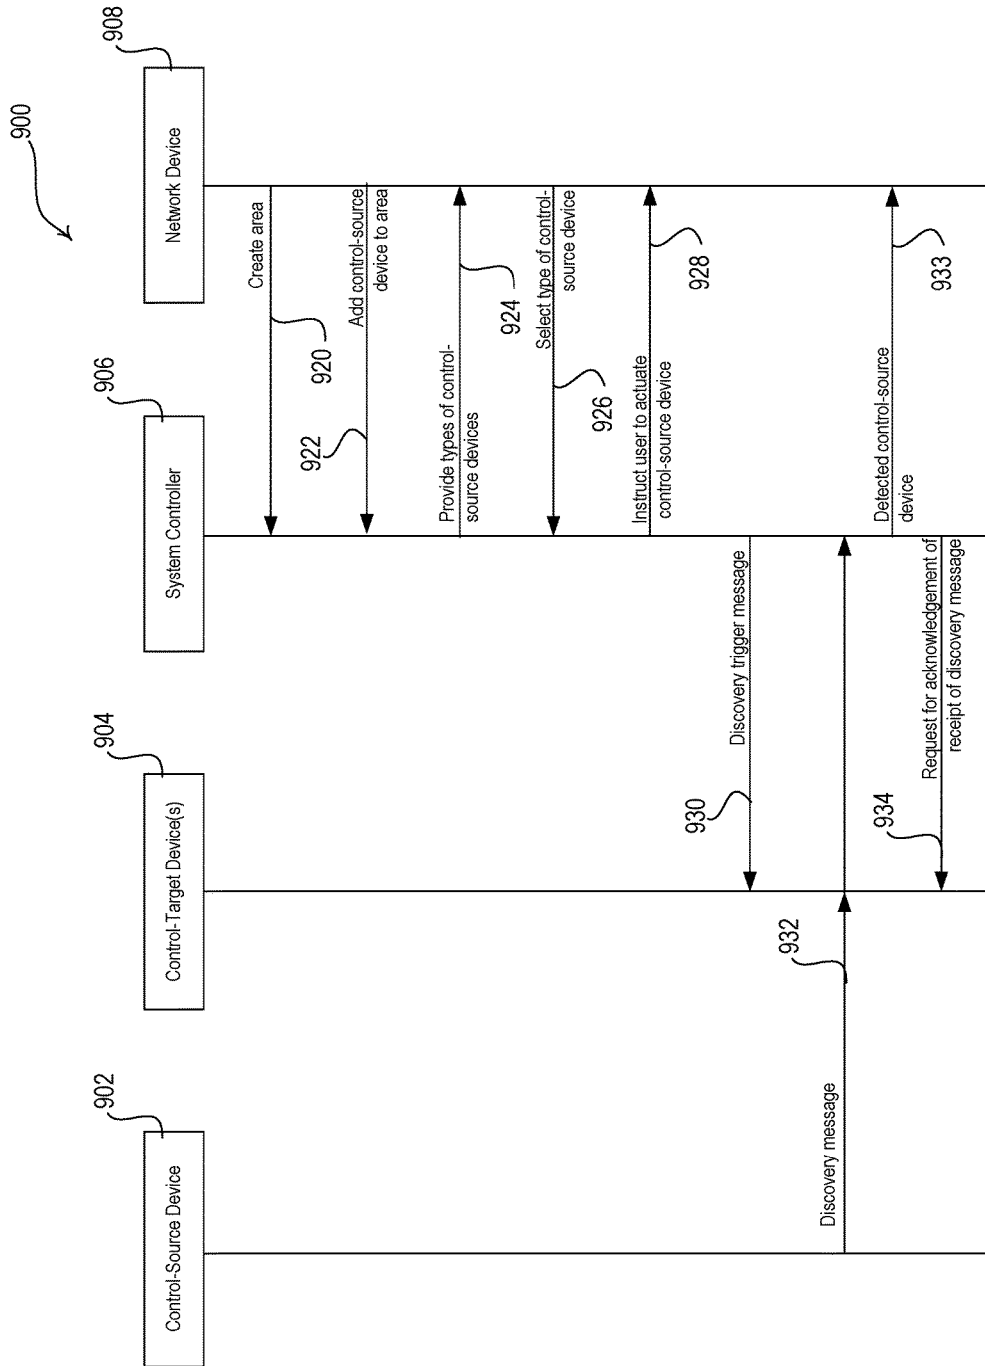 900
902
904
906
908
Control-Source Device
Control-Target Device(s)
System Controller
Network Device
Create area
920
Add control-source
device to area
922
Provide types of control-
source devices
924
Select type of control-
source device
926
Instruct user to actuate
control-source device
928
Discovery trigger message
930
Discovery message
932
Detected control-source
device
933
Request for acknowledgement of
receipt of discovery message
934